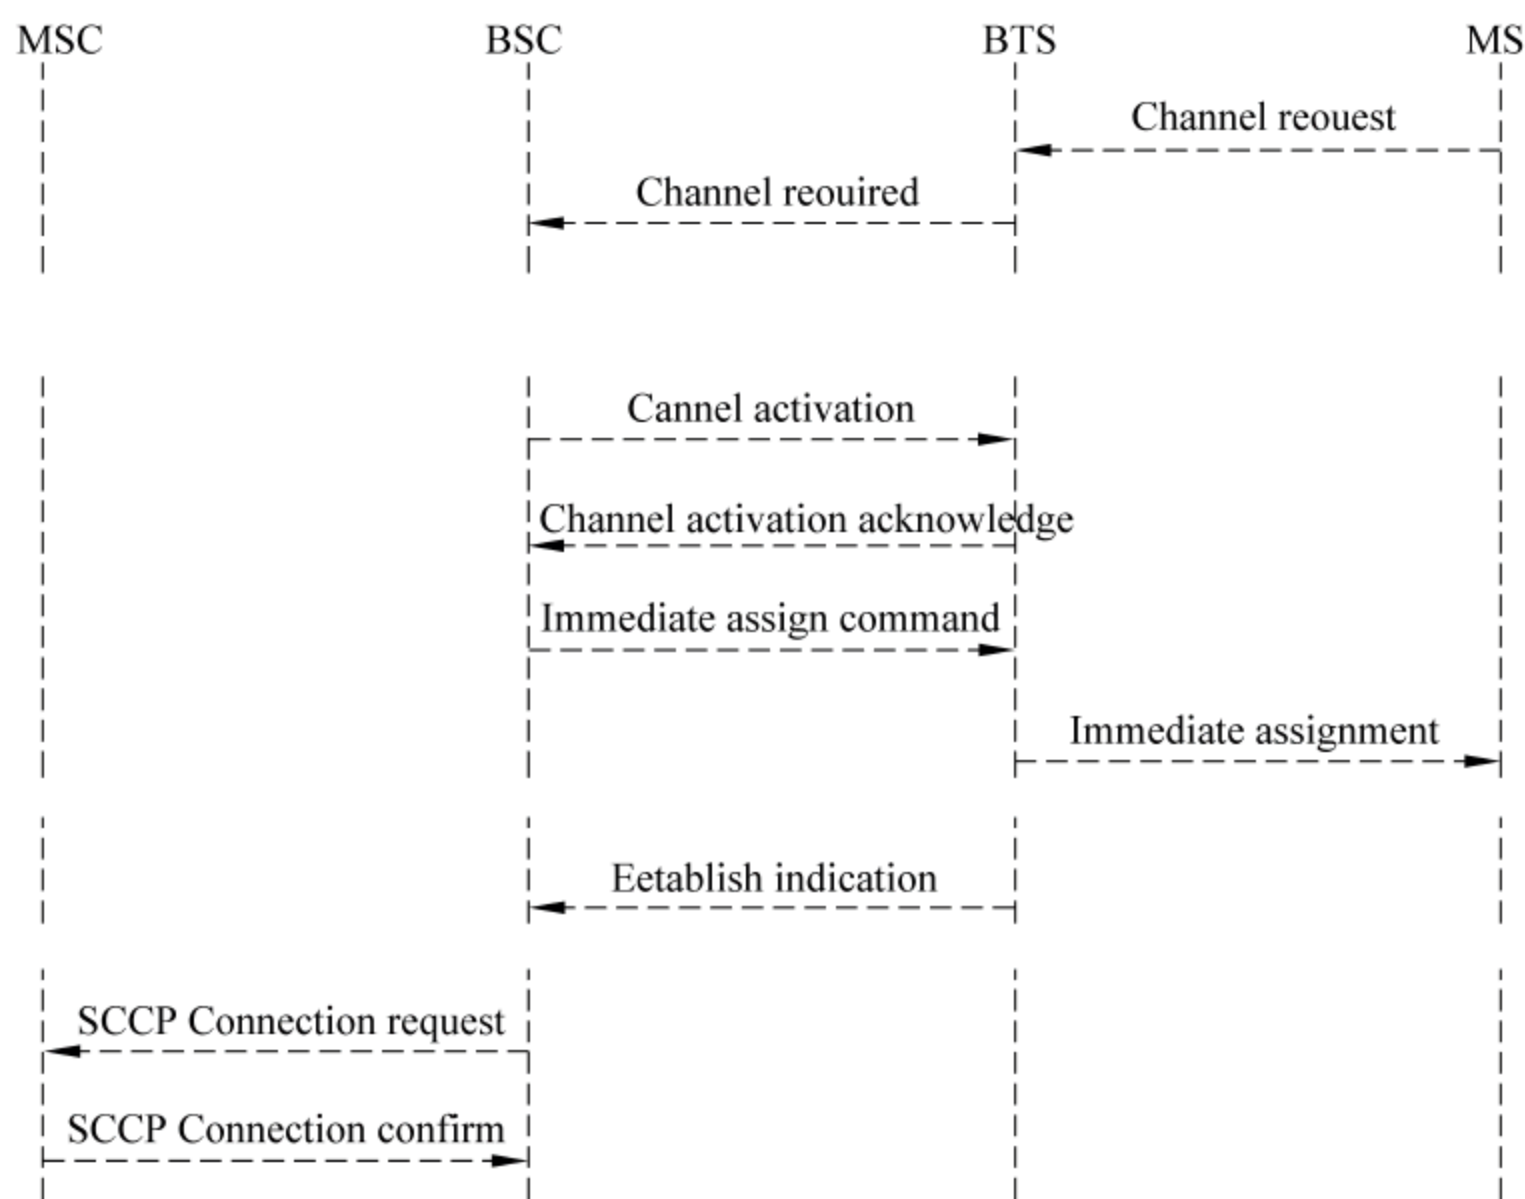 MSC BSC BTS MS
Channel reouest
Channel reouired
Cannel activation
Channel activation acknowledge
Immediate assign command
Immediate assignment
Eetablish indication
SCCP Connection request
SCCP Connection confirm